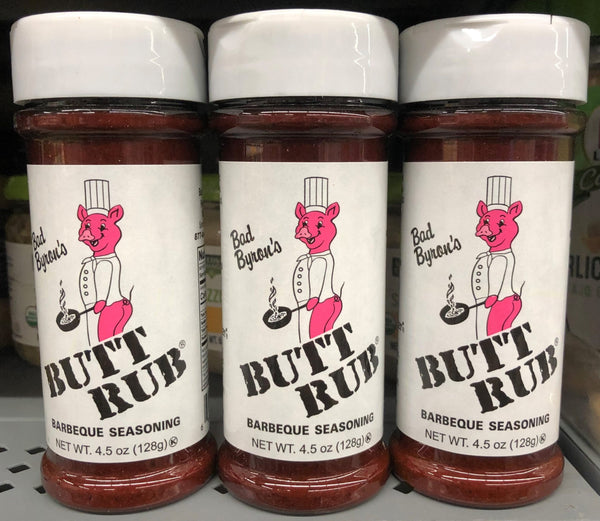 Bad
Byron's
BUTT
RUB®
BARBEQUE SEASONING
NET WT. 4.5 oz (128g)Ⓚ
Bad
Byron's
BUTT
RUB®
BARBEQUE SEASONING
NET WT. 4.5 oz (128g)Ⓚ
Bad
Byron's
BUTT
RUB®
BARBEQUE SEASONING
NET WT. 4.5 oz (128g)Ⓚ